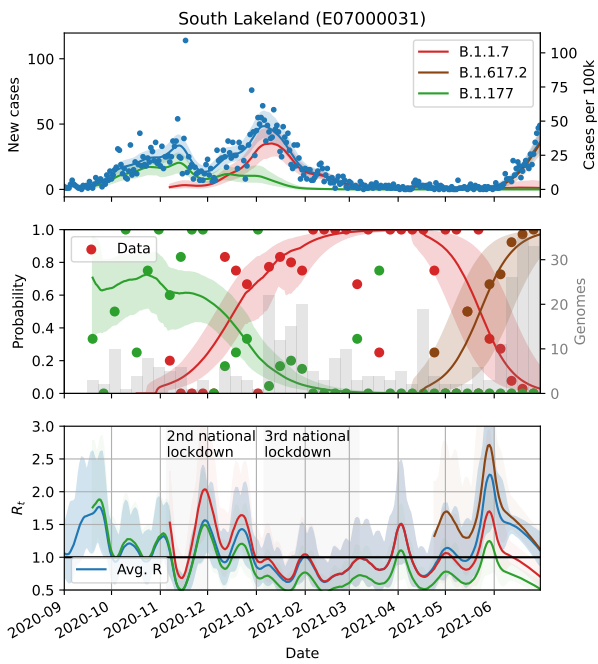 South Lakeland (E07000031)
New cases
0
50
100
B.1.1.7
B.1.617.2
B.1.177
0
25
50
75
100
Cases per 100k
Probability
0.0
0.2
0.4
0.6
0.8
1.0
Data
0
10
20
30
Genomes
R_t
0.5
1.0
1.5
2.0
2.5
3.0
2nd national
lockdown
3rd national
lockdown
Avg. R
2020-09
2020-10
2020-11
2020-12
2021-01
2021-02
2021-03
2021-04
2021-05
2021-06
Date